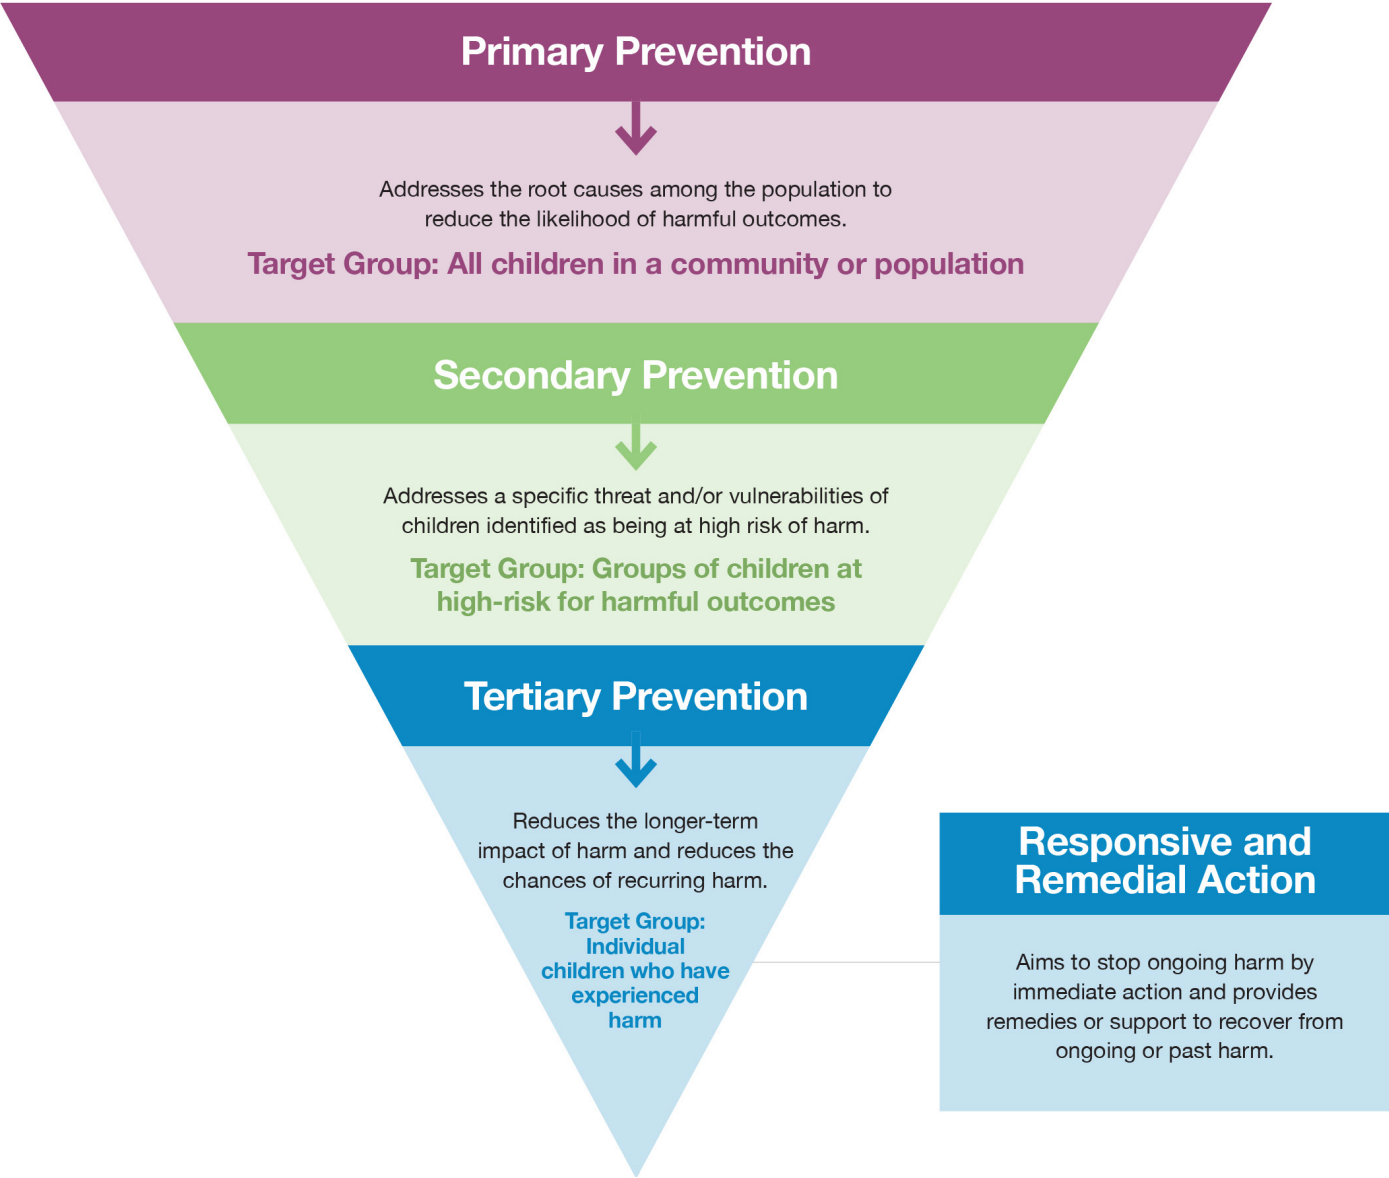 Primary Prevention
Addresses the root causes among the population to
reduce the likelihood of harmful outcomes.
Target Group: All children in a community or population
Secondary Prevention
Addresses a specific threat and/or vulnerabilities of
children identified as being at high risk of harm.
Target Group: Groups of children at
high-risk for harmful outcomes
Tertiary Prevention
Reduces the longer-term
impact of harm and reduces the
chances of recurring harm.
Target Group:
Individual
children who have
experienced
harm
Responsive and
Remedial Action
Aims to stop ongoing harm by
immediate action and provides
remedies or support to recover from
ongoing or past harm.